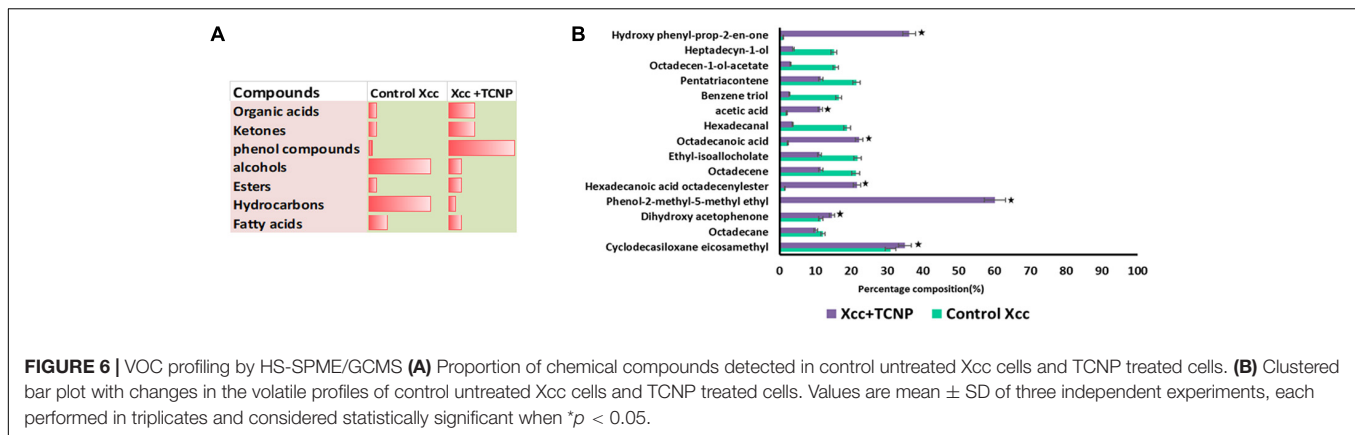 A
Compounds Control Xcc Xcc +TCNP
Organic acids
Ketones
phenol compounds
alcohols
Esters
Hydrocarbons
Fatty acids
B
Hydroxy phenyl-prop-2-en-one
Heptadecyn-1-ol
Octadecen-1-ol-acetate
Pentatriacontene
Benzene triol
acetic acid
Hexadecanal
Octadecanoic acid
Ethyl-isoallocholate
Octadecene
Hexadecanoic acid octadecenylester
Phenol-2-methyl-5-methyl ethyl
Dihydroxy acetophenone
Octadecane
Cyclodecasiloxane eicosamethyl
0 10 20 30 40 50 60 70 80 90 100
Percentage composition(%)
Xcc+TCNP Control Xcc
FIGURE 6 | VOC profiling by HS-SPME/GCMS (A) Proportion of chemical compounds detected in control untreated Xcc cells and TCNP treated cells. (B) Clustered
bar plot with changes in the volatile profiles of control untreated Xcc cells and TCNP treated cells. Values are mean ± SD of three independent experiments, each
performed in triplicates and considered statistically significant when *p < 0.05.